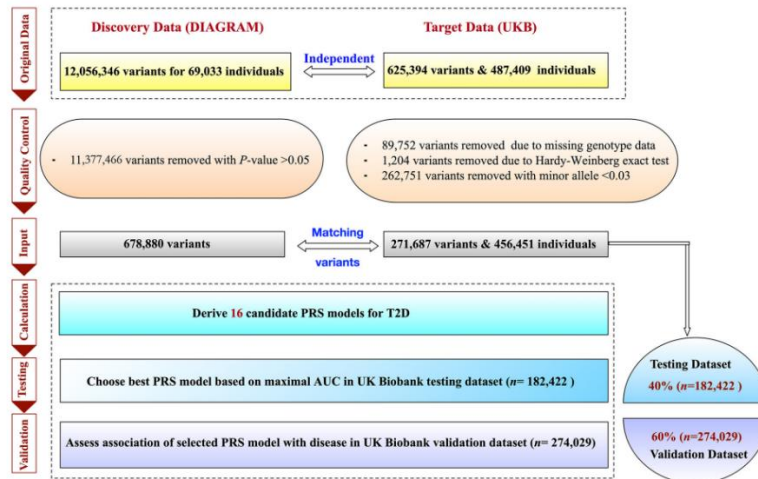 Original Data
Discovery Data (DIAGRAM)
Target Data (UKB)
12,056,346 variants for 69,033 individuals
Independent
625,394 variants & 487,409 individuals
Quality Control
- 11,377,466 variants removed with P-value >0.05
- 89,752 variants removed due to missing genotype data
- 1,204 variants removed due to Hardy-Weinberg exact test
- 262,751 variants removed with minor allele <0.03
Input
678,880 variants
Matching
variants
271,687 variants & 456,451 individuals
Calculation
Derive 16 candidate PRS models for T2D
Testing
Choose best PRS model based on maximal AUC in UK Biobank testing dataset (n= 182,422 )
Testing Dataset
40% (n=182,422 )
Validation
Assess association of selected PRS model with disease in UK Biobank validation dataset (n= 274,029)
60% (n=274,029)
Validation Dataset